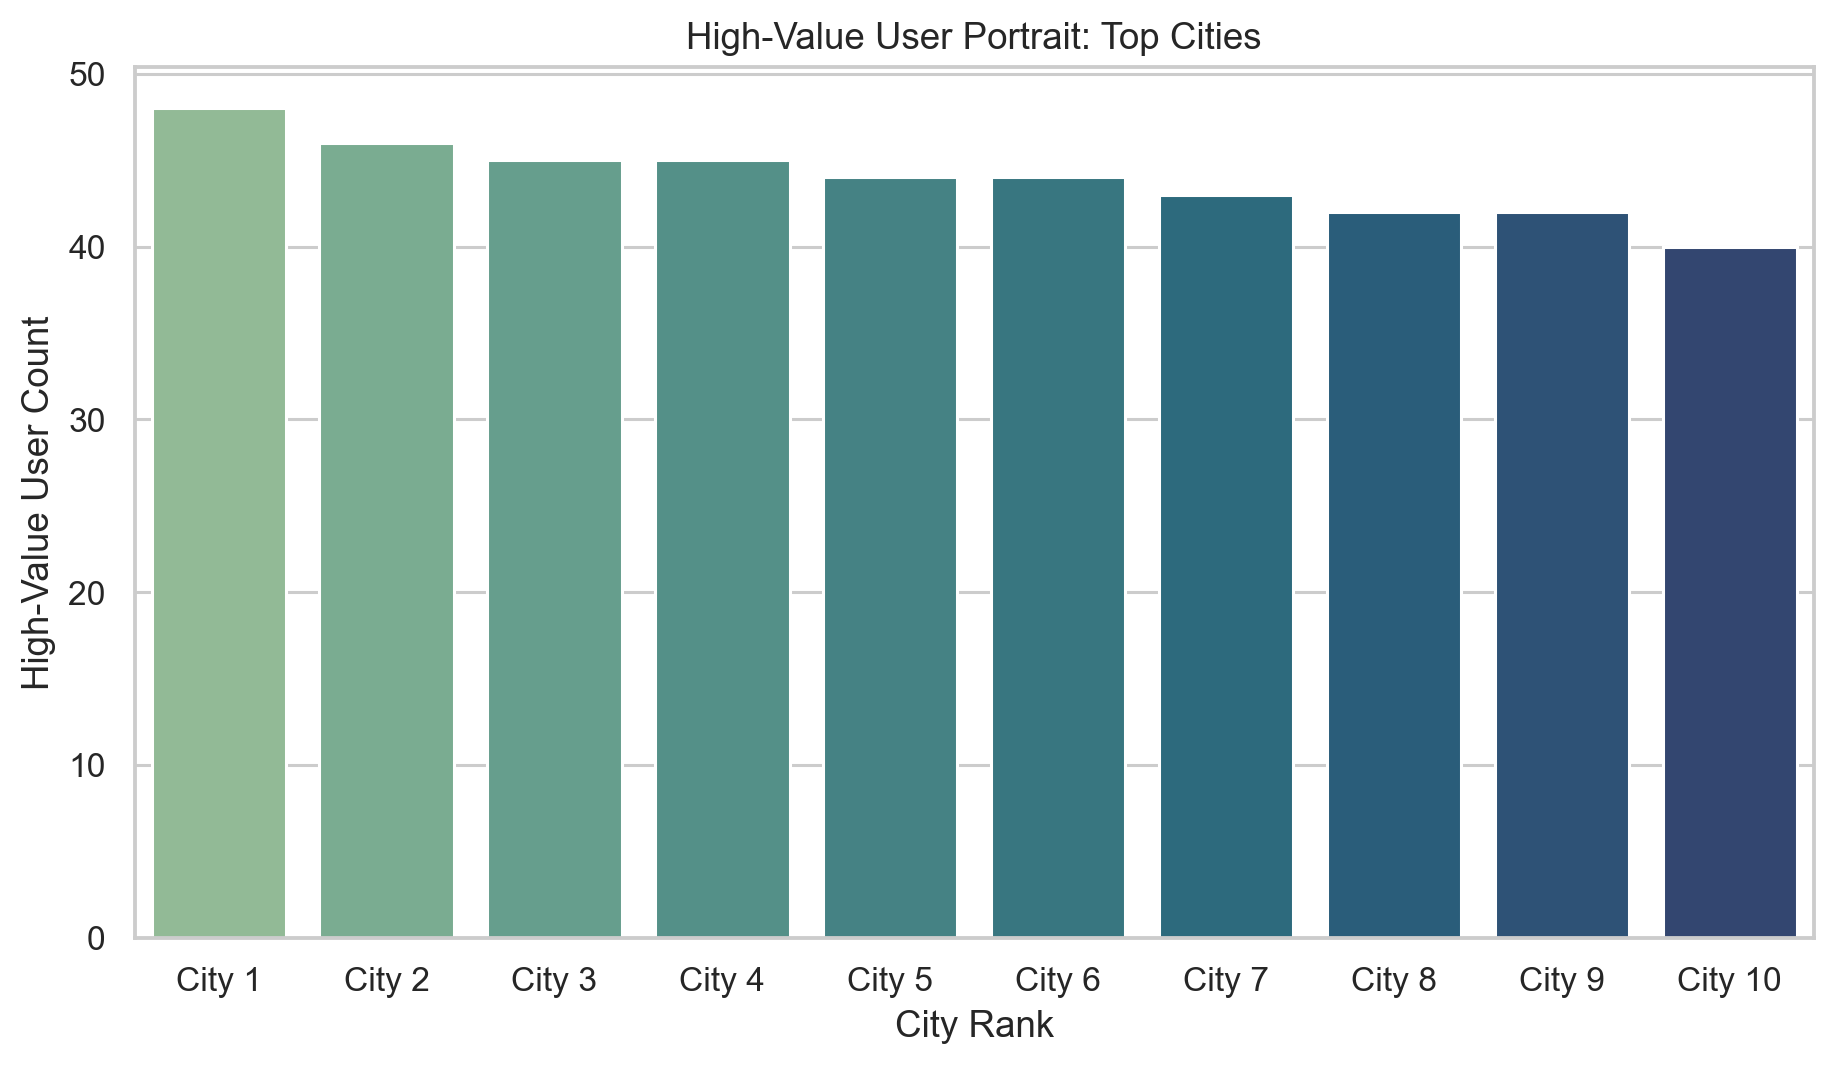 High-Value User Portrait: Top Cities
High-Value User Count
50
40
30
20
10
0
City 1 City 2 City 3 City 4 City 5 City 6 City 7 City 8 City 9 City 10
City Rank